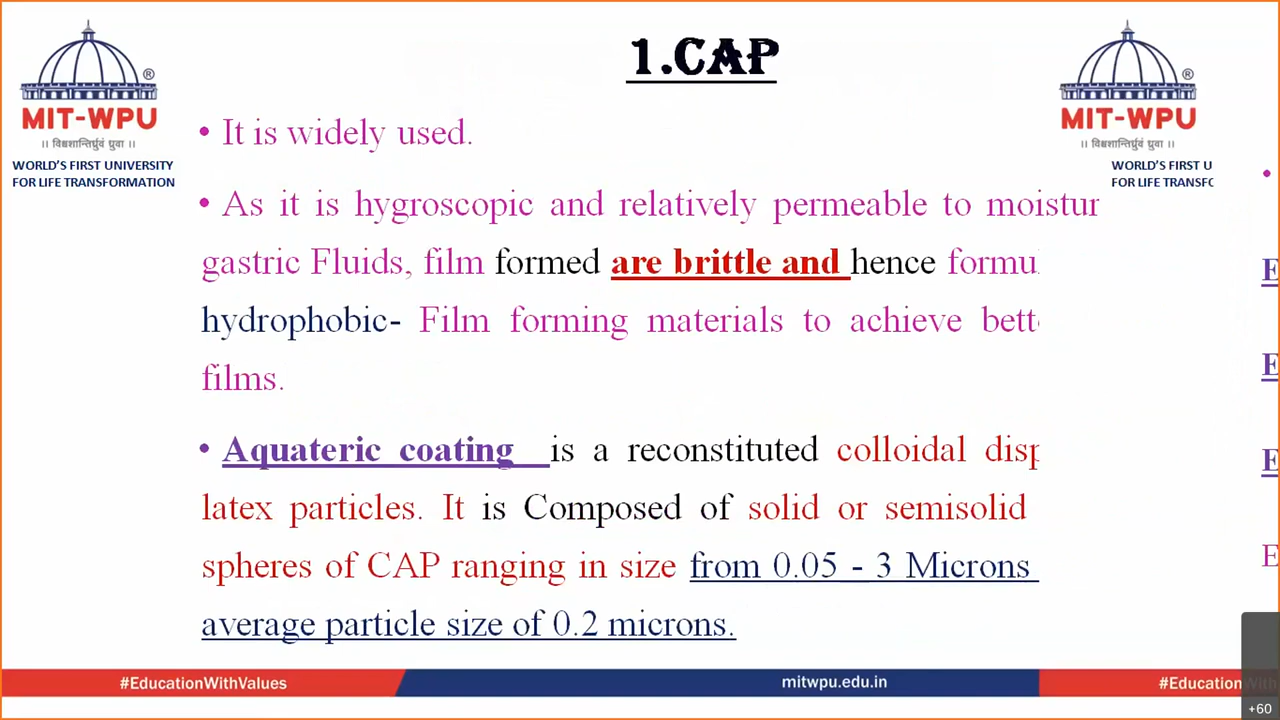 1.CAP
®
MIT-WPU
।। विश्वशान्तिर्ध्रुवं ध्रुवा ।।
WORLD'S FIRST UNIVERSITY
FOR LIFE TRANSFORMATION
®
MIT-WPU
।। विश्वशान्तिर्ध्रुवं ध्रुवा ।।
WORLD'S FIRST U
FOR LIFE TRANSF
• It is widely used.
• As it is hygroscopic and relatively permeable to moistur
gastric Fluids, film formed are brittle and hence formu
hydrophobic- Film forming materials to achieve bett
films.
• Aquateric coating is a reconstituted colloidal disp
latex particles. It is Composed of solid or semisolid
spheres of CAP ranging in size from 0.05 - 3 Microns
average particle size of 0.2 microns.
#EducationWithValues
mitwpu.edu.in
#Education
+60